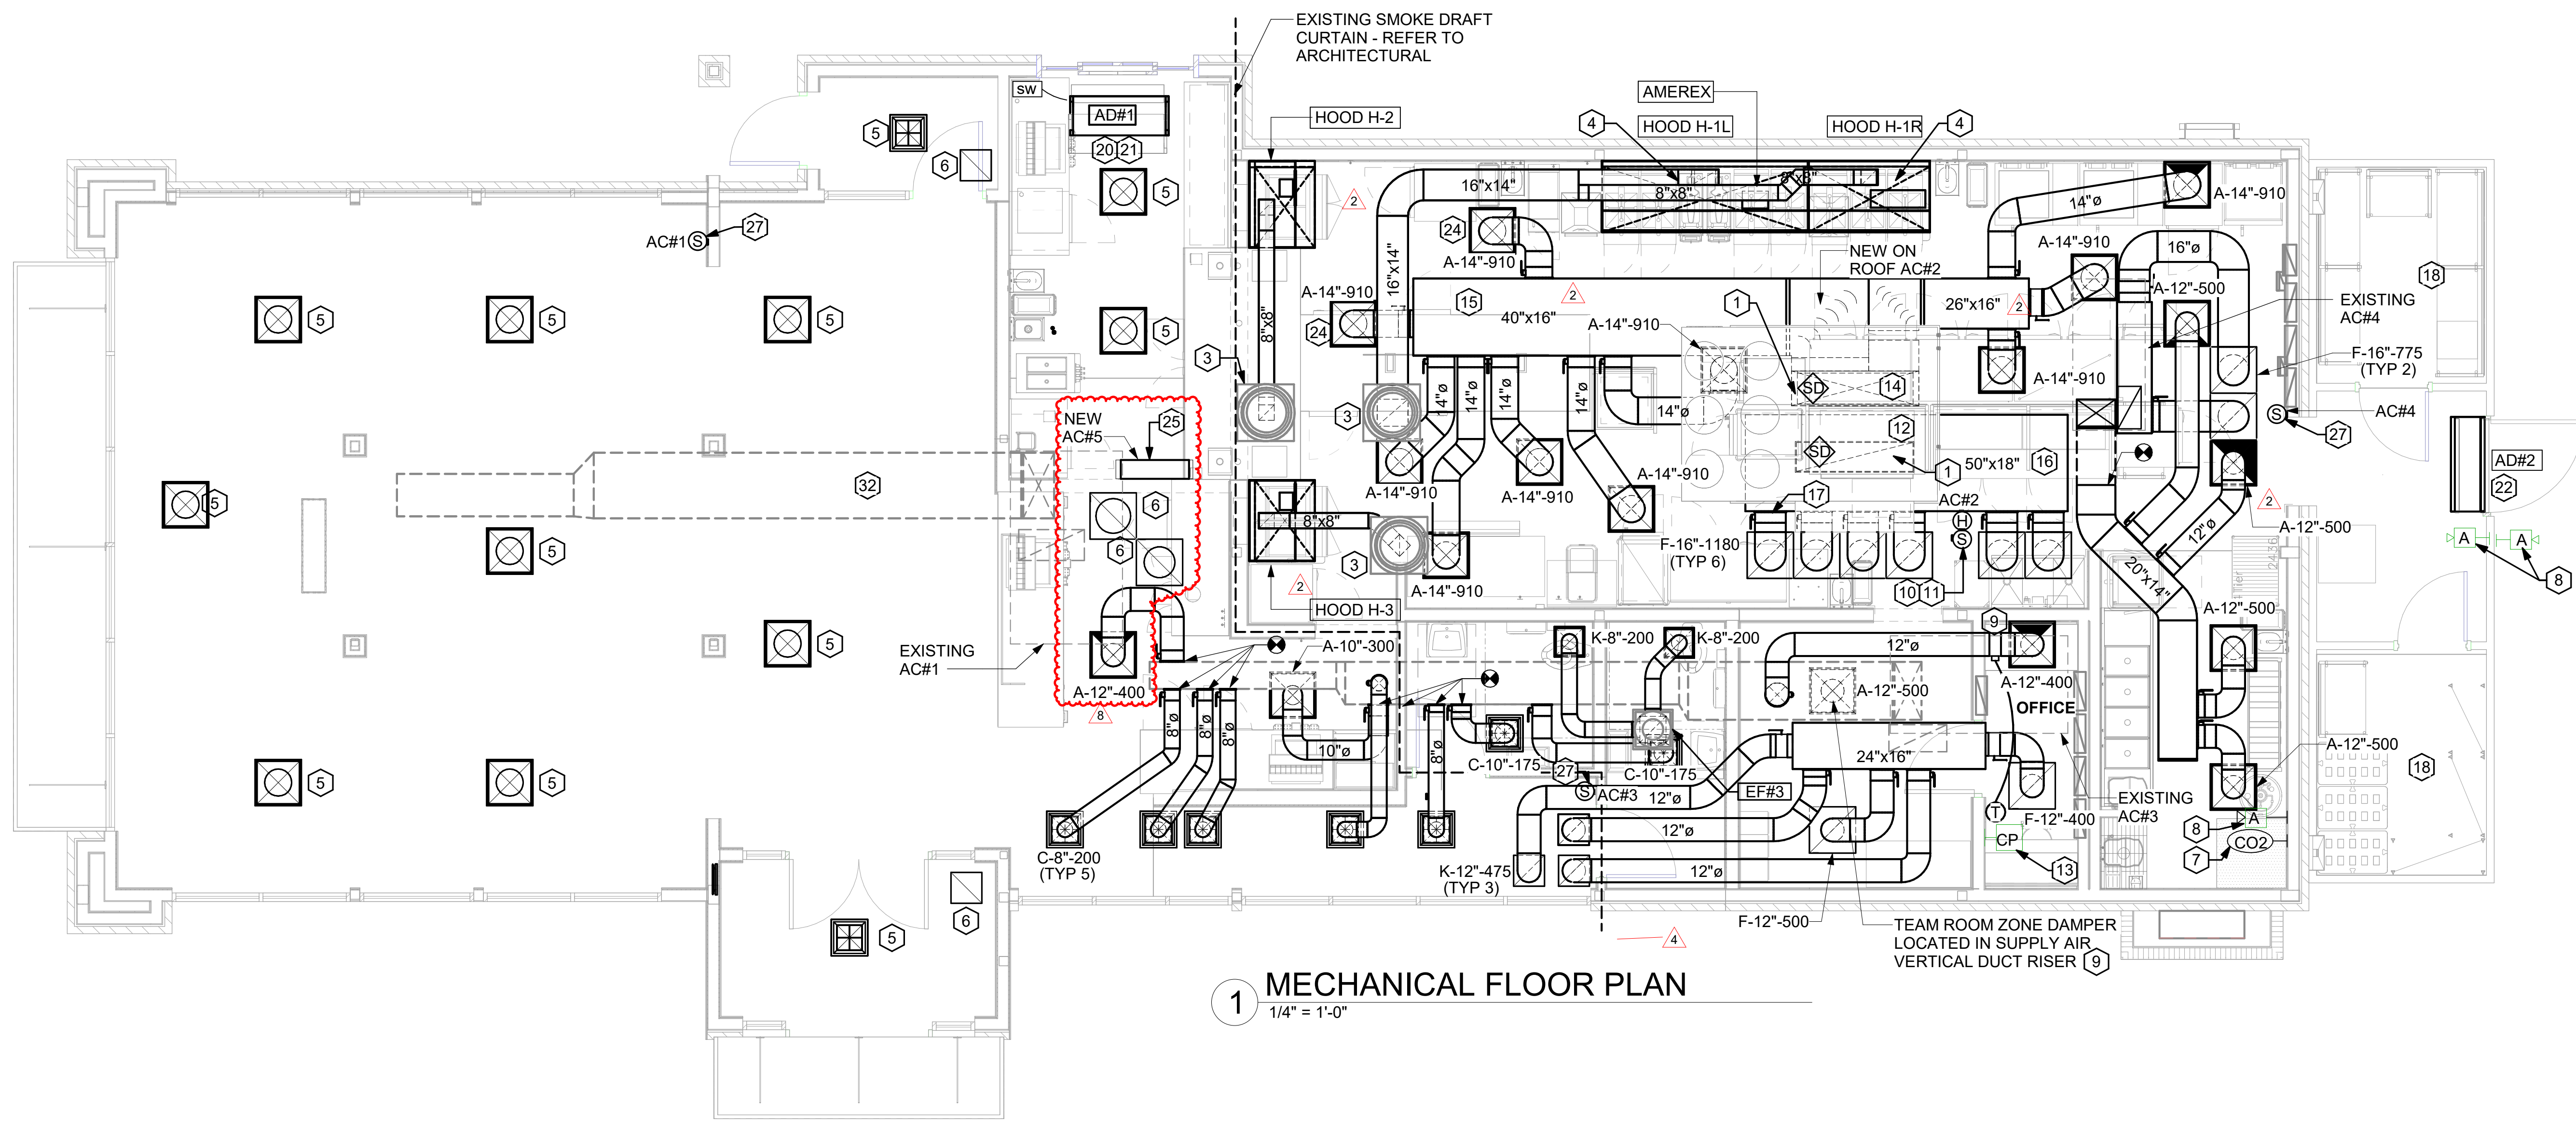 EXISTING SMOKE DRAFT
CURTAIN - REFER TO
ARCHITECTURAL
SW
AD#1
20
21
5
6
5
HOOD H-2
AMEREX
4
HOOD H-1L
HOOD H-1R
4
2
16"x14"
8"x8"
8"x8"
14"ø
A-14"-910
AC#1
S
27
24
A-14"-910
NEW ON
ROOF AC#2
A-14"-910
16"ø
18
5
5
5
5
A-14"-910
24
16"x14"
8"x8"
15
2
40"x16"
1
A-14"-910
26"x16"
2
A-12"-500
EXISTING
AC#4
3
F-16"-775
(TYP 2)
NEW
AC#5
25
3
14"ø
14"ø
14"ø
14"ø
14"ø
SD
14
A-14"-910
S
AC#4
27
12
SD
1
50"x18"
16
AD#2
22
32
5
6
6
A-14"-910
A-14"-910
A-14"-910
17
AC#2
H
S
2
A-12"-500
12"ø
5
8"x8"
3
F-16"-1180
(TYP 6)
A
A
8
A-14"-910
10
11
20"x14"
2
HOOD H-3
9
A-12"-500
EXISTING
AC#1
5
K-8"-200
K-8"-200
A-10"-300
12"ø
A-12"-400
8
A-12"-500
A-12"-400
OFFICE
8"ø
8"ø
8"ø
10"ø
8"ø
C-10"-175
C-10"-175
27
S
AC#3
EF#3
24"x16"
A-12"-500
18
5
5
12"ø
12"ø
12"ø
T
F-12"-400
EXISTING
AC#3
8
A
CP
13
7
CO2
C-8"-200
(TYP 5)
K-12"-475
(TYP 3)
6
5
4
F-12"-500
TEAM ROOM ZONE DAMPER
LOCATED IN SUPPLY AIR
VERTICAL DUCT RISER
9
1
MECHANICAL FLOOR PLAN
1/4" = 1'-0"